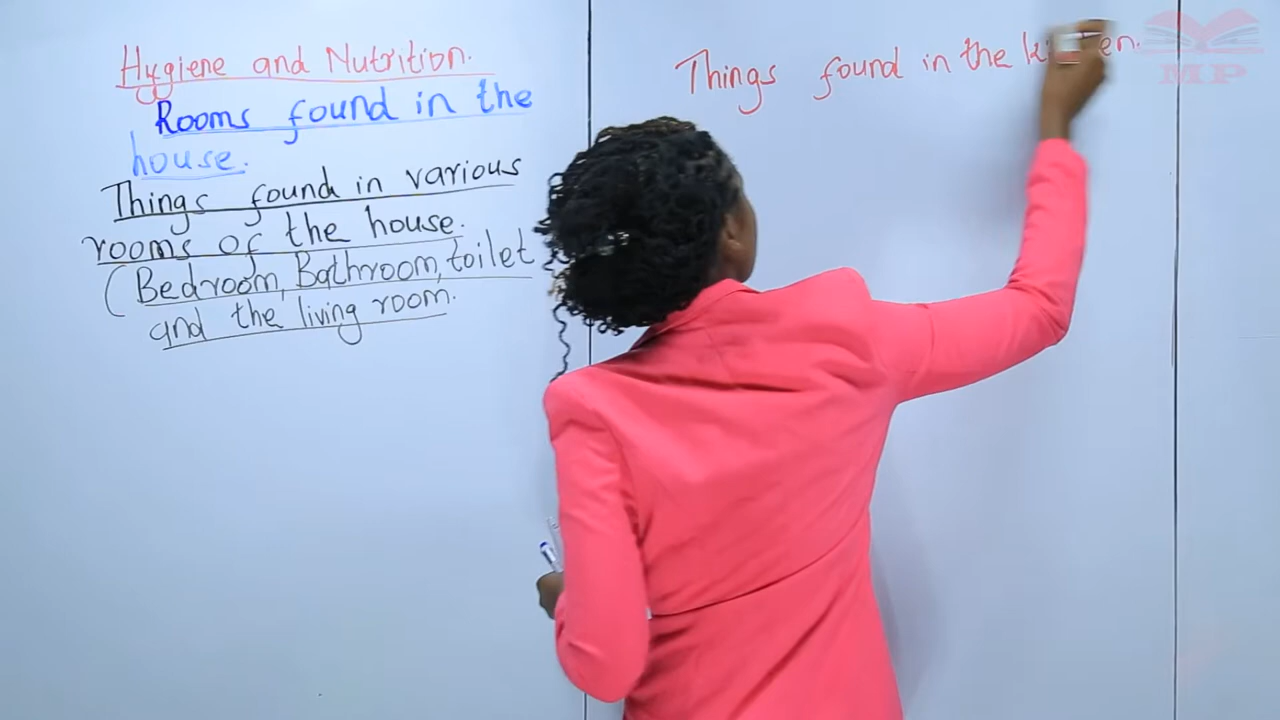 Hygiene and Nutrition.
Rooms found in the
house.
Things found in various
rooms of the house.
(Bedroom, Bathroom, toilet
and the living room.
Things found in the
MP